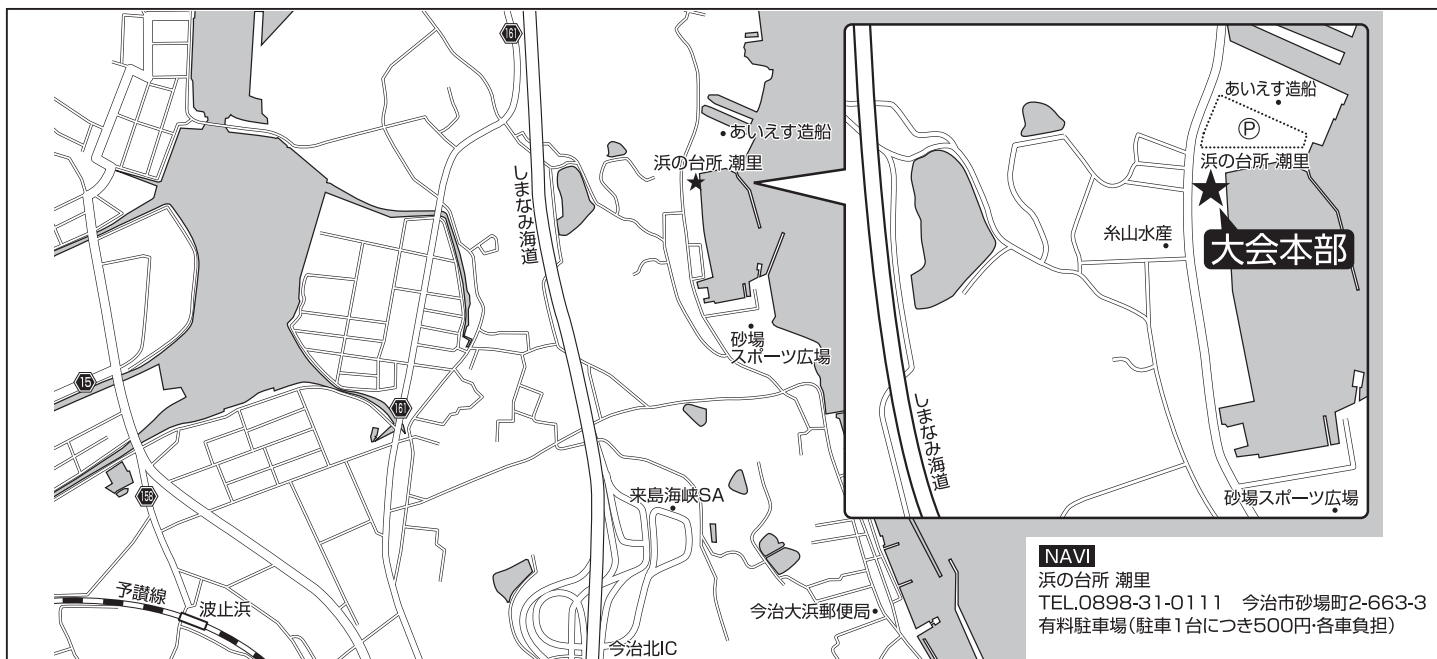 161
しまなみ海道
あいえす造船
浜の台所 潮里
砂場
スポーツ広場
15
161
158
来島海峡SA
予讃線
波止浜
今治北IC
今治大浜郵便局
あいえす造船
P
浜の台所 潮里
糸山水産
大会本部
しまなみ海道
砂場スポーツ広場
NAVI
浜の台所 潮里
TEL.0898-31-0111 今治市砂場町2-663-3
有料駐車場(駐車1台につき500円・各車負担)